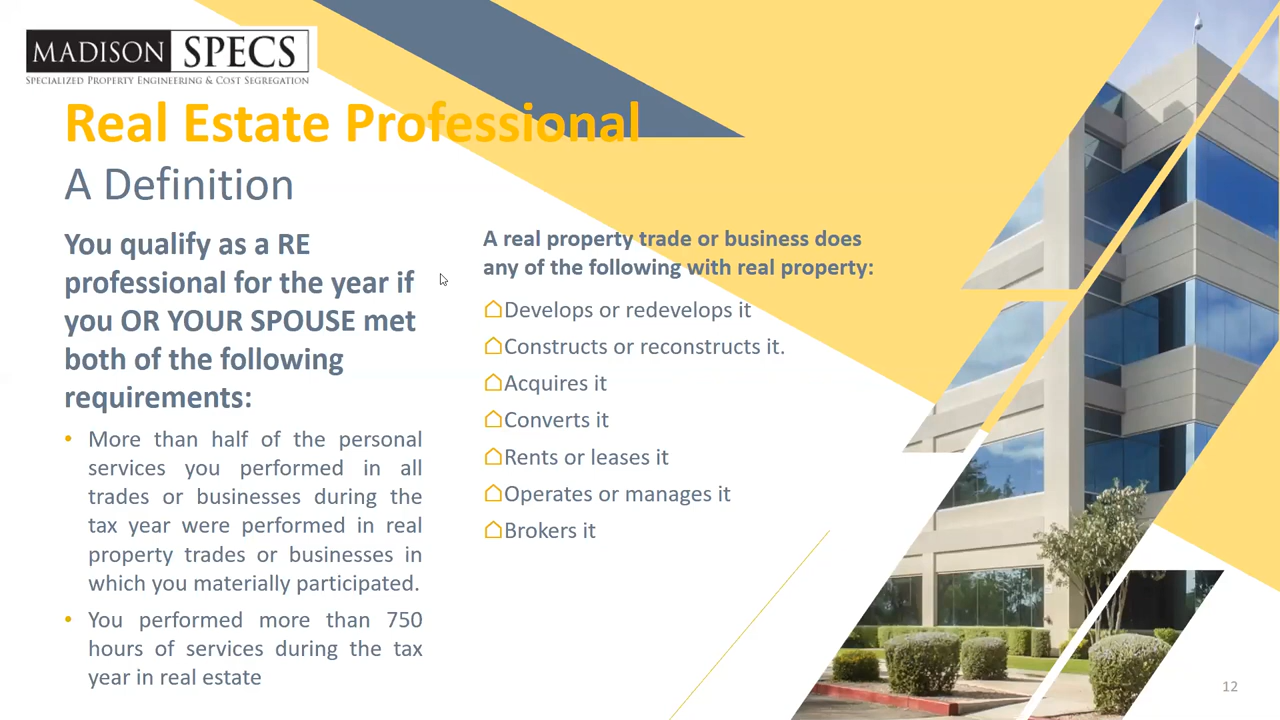 MADISON SPECS
SPECIALIZED PROPERTY ENGINEERING & COST SEGREGATION
Real Estate Professional
A Definition
You qualify as a RE
professional for the year if
you OR YOUR SPOUSE met
both of the following
requirements:
• More than half of the personal
services you performed in all
trades or businesses during the
tax year were performed in real
property trades or businesses in
which you materially participated.
• You performed more than 750
hours of services during the tax
year in real estate
A real property trade or business does
any of the following with real property:
Develops or redevelops it
Constructs or reconstructs it.
Acquires it
Converts it
Rents or leases it
Operates or manages it
Brokers it
12